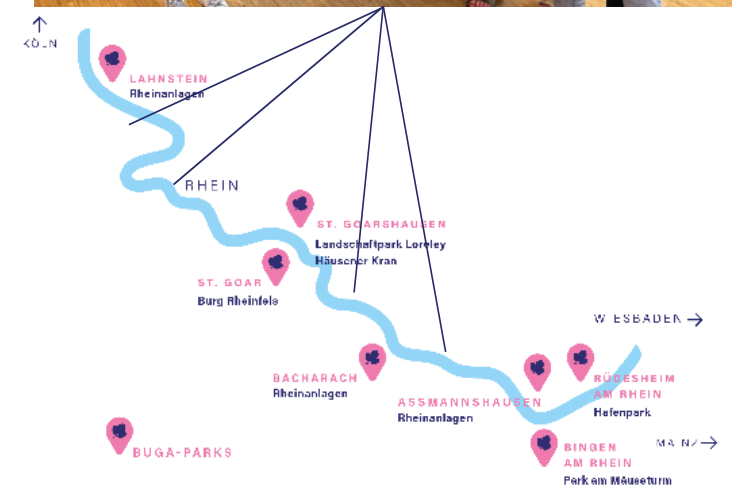 KÖLN
LAHNSTEIN
Rheinanlagen
RHEIN
ST. GOARSHAUSEN
Landschaftpark Loreley
Häusener Kran
ST. GOAR
Burg Rheinfels
WIESBADEN
BACHARACH
Rheinanlagen
ASSMANNSHAUSEN
Rheinanlagen
RÜDESHEIM
AM RHEIN
Hafenpark
BUGA-PARKS
BINGEN
AM RHEIN
Park am Mäuseturm
MAINZ